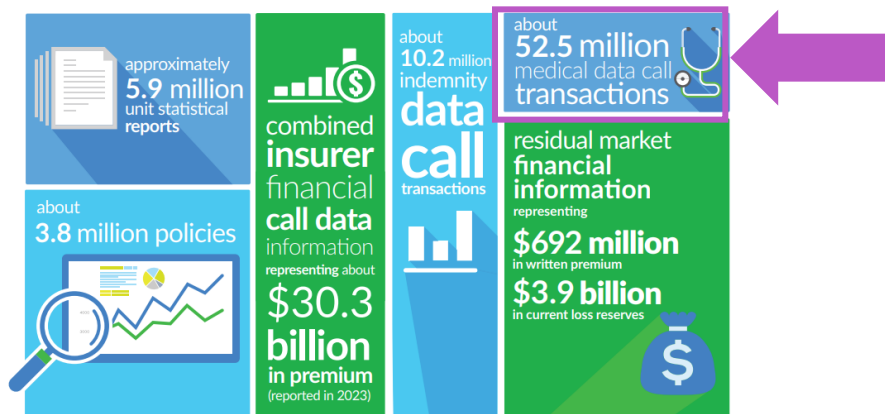 approximately
5.9 million
unit statistical
reports
about
3.8 million policies
combined
insurer
financial
call data
information
representing about
$30.3
billion
in premium
(reported in 2023)
about
10.2 million
indemnity
data
call
transactions
about
52.5 million
medical data call
transactions
residual market
financial
information
representing
$692 million
in written premium
$3.9 billion
in current loss reserves